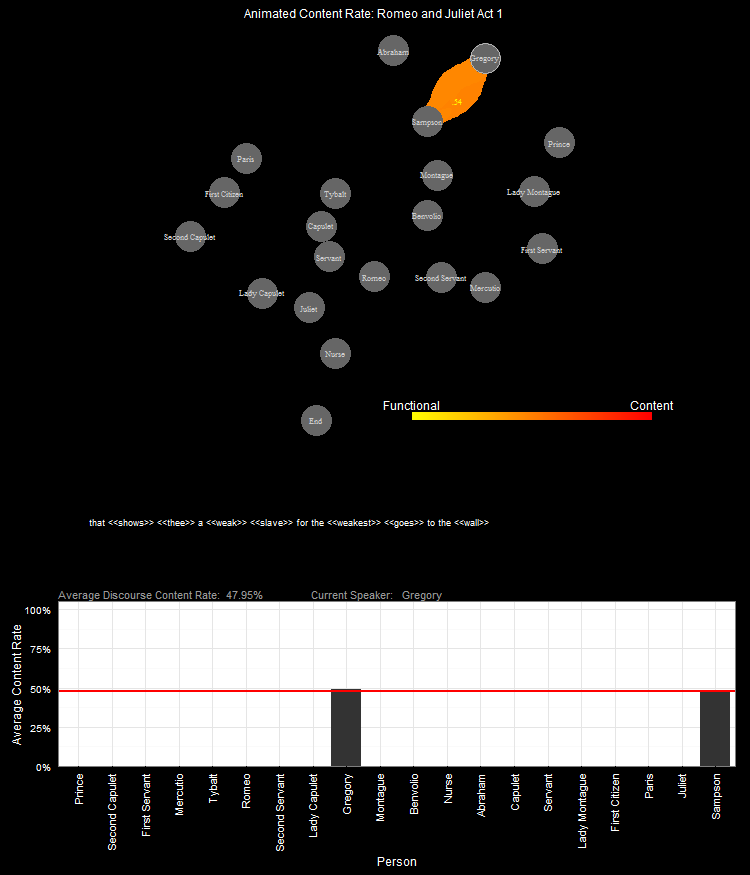 Animated Content Rate: Romeo and Juliet Act 1
Abraham
Gregory
.54
Sampson
Prince
Paris
Montague
First Citizen
Tybalt
Lady Montague
Benvolio
Capulet
Second Capulet
First Servant
Servant
Romeo
Second Servant
Mercutio
Lady Capulet
Juliet
Nurse
Functional
Content
End
that <<shows>> <<thee>> a <<weak>> <<slave>> for the <<weakest>> <<goes>> to the <<wall>>
Average Discourse Content Rate: 47.95%
Current Speaker: Gregory
100%
75%
50%
25%
0%
Average Content Rate
Prince
Second Capulet
First Servant
Mercutio
Tybalt
Romeo
Second Servant
Lady Capulet
Gregory
Montague
Benvolio
Nurse
Abraham
Capulet
Servant
Lady Montague
First Citizen
Paris
Juliet
Sampson
Person